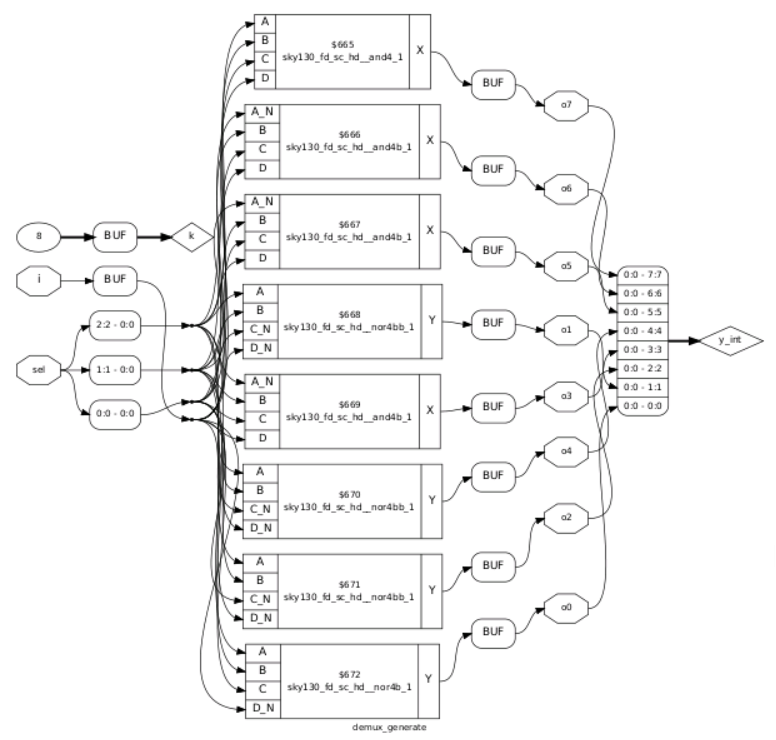 A
B
C
D
$665
sky130_fd_sc_hd__and4_1
X
BUF
o7
A_N
B
C
D
$666
sky130_fd_sc_hd__and4b_1
X
BUF
o6
A_N
B
C
D
$667
sky130_fd_sc_hd__and4b_1
X
BUF
o5
8
BUF
k
i
BUF
sel
2:2 - 0:0
1:1 - 0:0
0:0 - 0:0
A
B
C_N
D_N
$668
sky130_fd_sc_hd__nor4bb_1
Y
BUF
o1
A_N
B
C
D
$669
sky130_fd_sc_hd__and4b_1
X
BUF
o3
A
B
C_N
D_N
$670
sky130_fd_sc_hd__nor4bb_1
Y
BUF
o4
A
B
C_N
D_N
$671
sky130_fd_sc_hd__nor4bb_1
Y
BUF
o2
A
B
C
D_N
$672
sky130_fd_sc_hd__nor4b_1
Y
BUF
o0
0:0 - 7:7
0:0 - 6:6
0:0 - 5:5
0:0 - 4:4
0:0 - 3:3
0:0 - 2:2
0:0 - 1:1
0:0 - 0:0
y_int
demux_generate